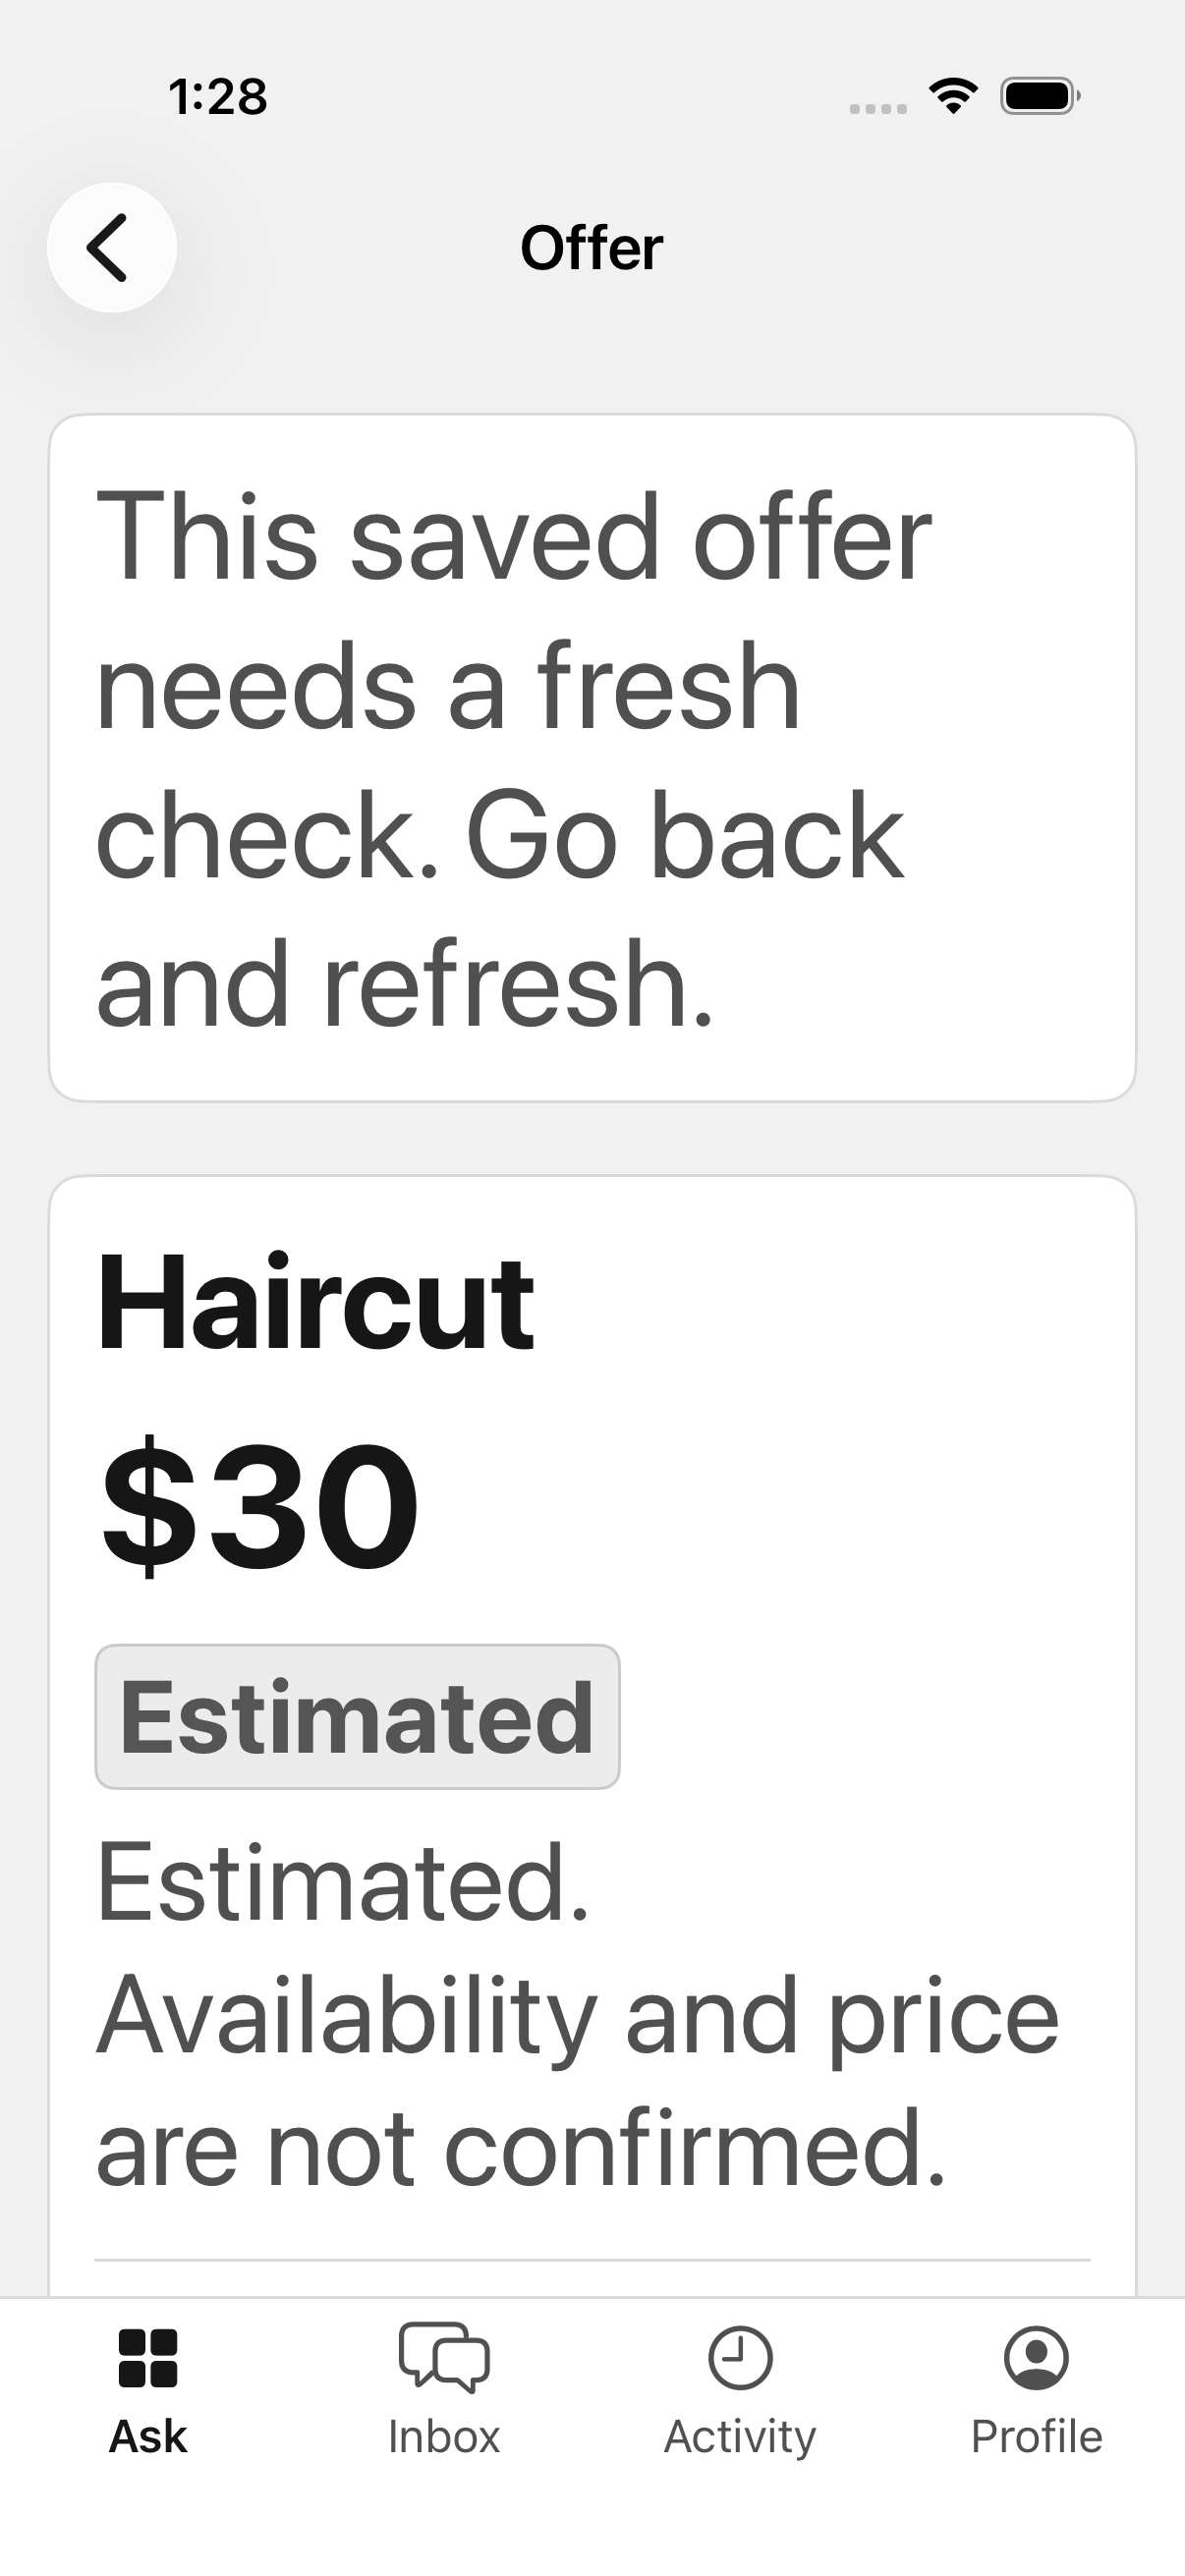 1:28
Offer
This saved offer
needs a fresh
check. Go back
and refresh.
Haircut
$30
Estimated
Estimated.
Availability and price
are not confirmed.
Ask
Inbox
Activity
Profile